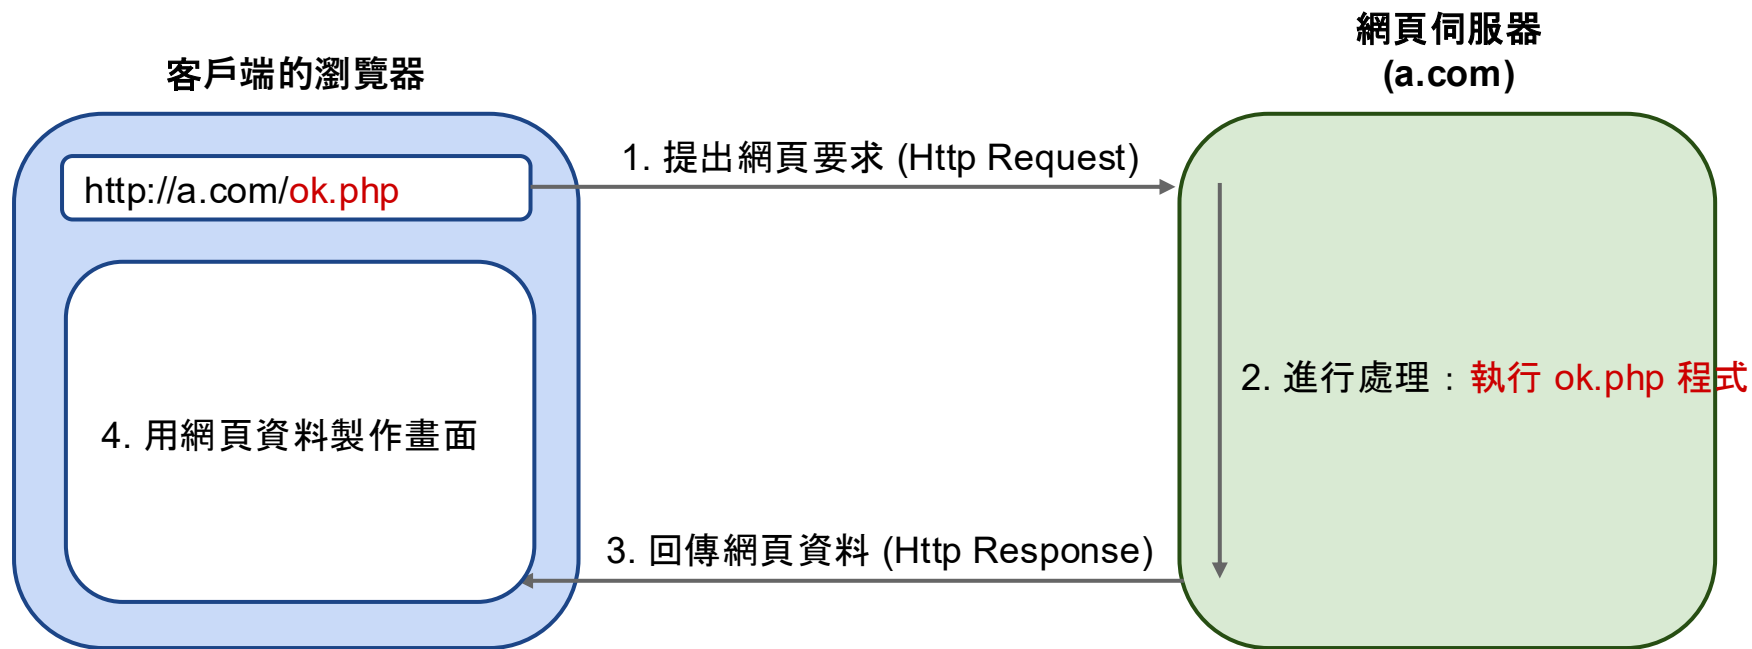 網頁伺服器
(a.com)
客戶端的瀏覽器
1. 提出網頁要求 (Http Request)
http://a.com/ok.php
2. 進行處理：執行 ok.php 程式
4. 用網頁資料製作畫面
3. 回傳網頁資料 (Http Response)